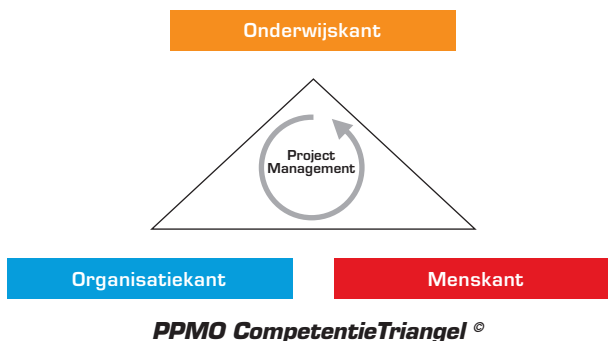 Onderwijskant
Project
Management
Organisatiekant
Menskant
PPMO CompetentieTriangel ©